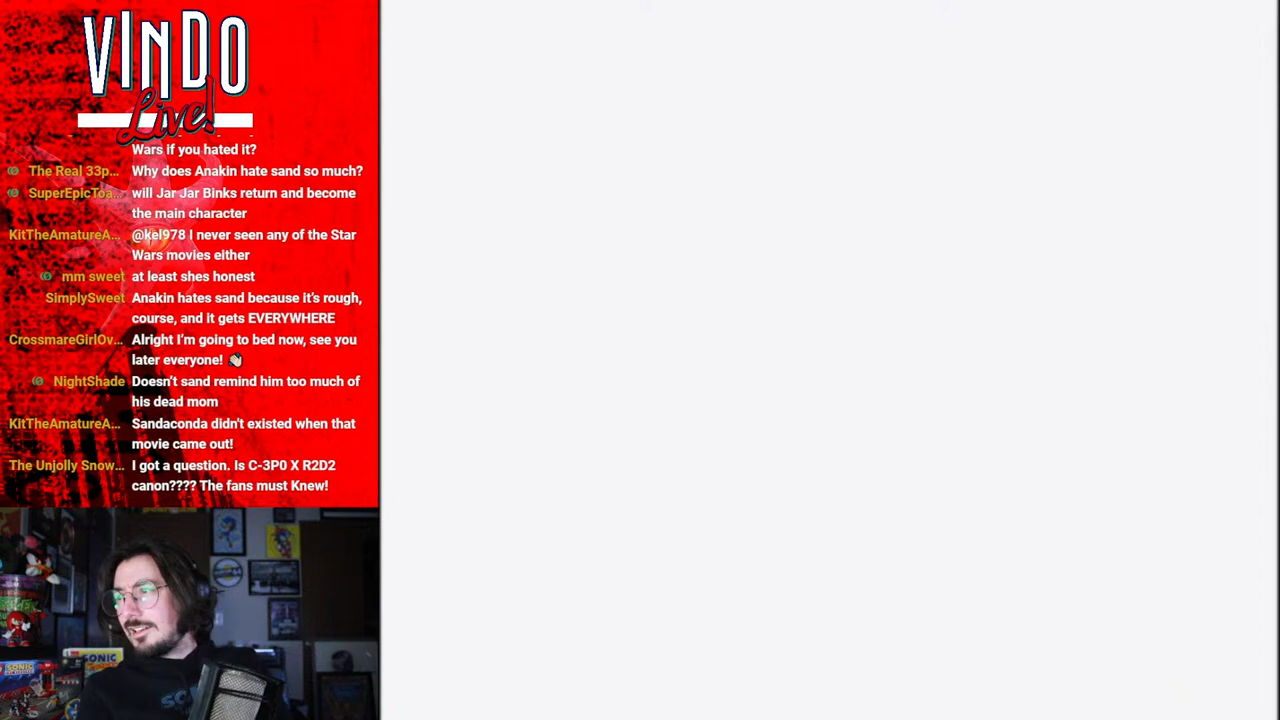 VINDO
Live!
Wars if you hated it?
The Real 33p... Why does Anakin hate sand so much?
SuperEpicToa... will Jar Jar Binks return and become
the main character
KitTheAmatureA... @kel978 I never seen any of the Star
Wars movies either
mm sweet at least shes honest
SimplySweet Anakin hates sand because it's rough,
course, and it gets EVERYWHERE
CrossmareGirlOv... Alright I'm going to bed now, see you
later everyone! 👋🏻
NightShade Doesn't sand remind him too much of
his dead mom
KitTheAmatureA... Sandaconda didn't existed when that
movie came out!
The Unjolly Snow... I got a question. Is C-3P0 X R2D2
canon???? The fans must Knew!
SONIC
SONIC